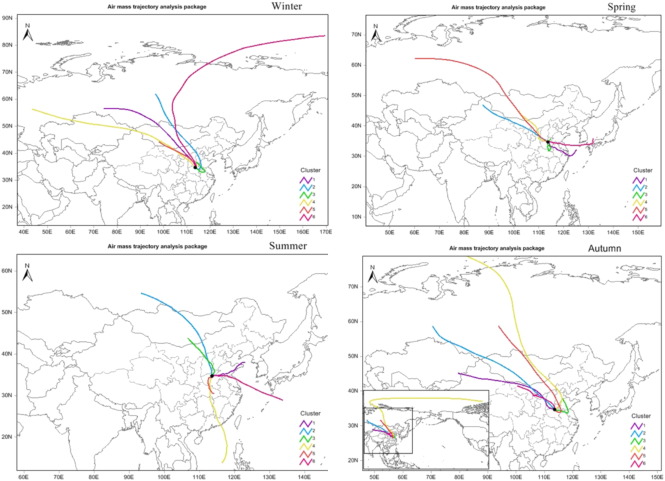 Air mass trajectory analysis package
Winter
N
90N
80N
70N
60N
50N
40N
30N
20N
40E 50E 60E 70E 80E 90E 100E 110E 120E 130E 140E 150E 160E 170E
Cluster
1
2
3
4
5
6
Air mass trajectory analysis package
Spring
N
70N
60N
50N
40N
30N
20N
10N
60E 70E 80E 90E 100E 110E 120E 130E 140E 150E
Cluster
1
2
3
4
5
6
Air mass trajectory analysis package
Summer
N
60N
50N
40N
30N
20N
60E 70E 80E 90E 100E 110E 120E 130E 140E
Cluster
1
2
3
4
5
6
Air mass trajectory analysis package
Autumn
N
70N
60N
50N
40N
30N
20N
50E 60E 70E 80E 90E 100E 110E 120E 130E 140E 150E
Cluster
1
2
3
4
5
6